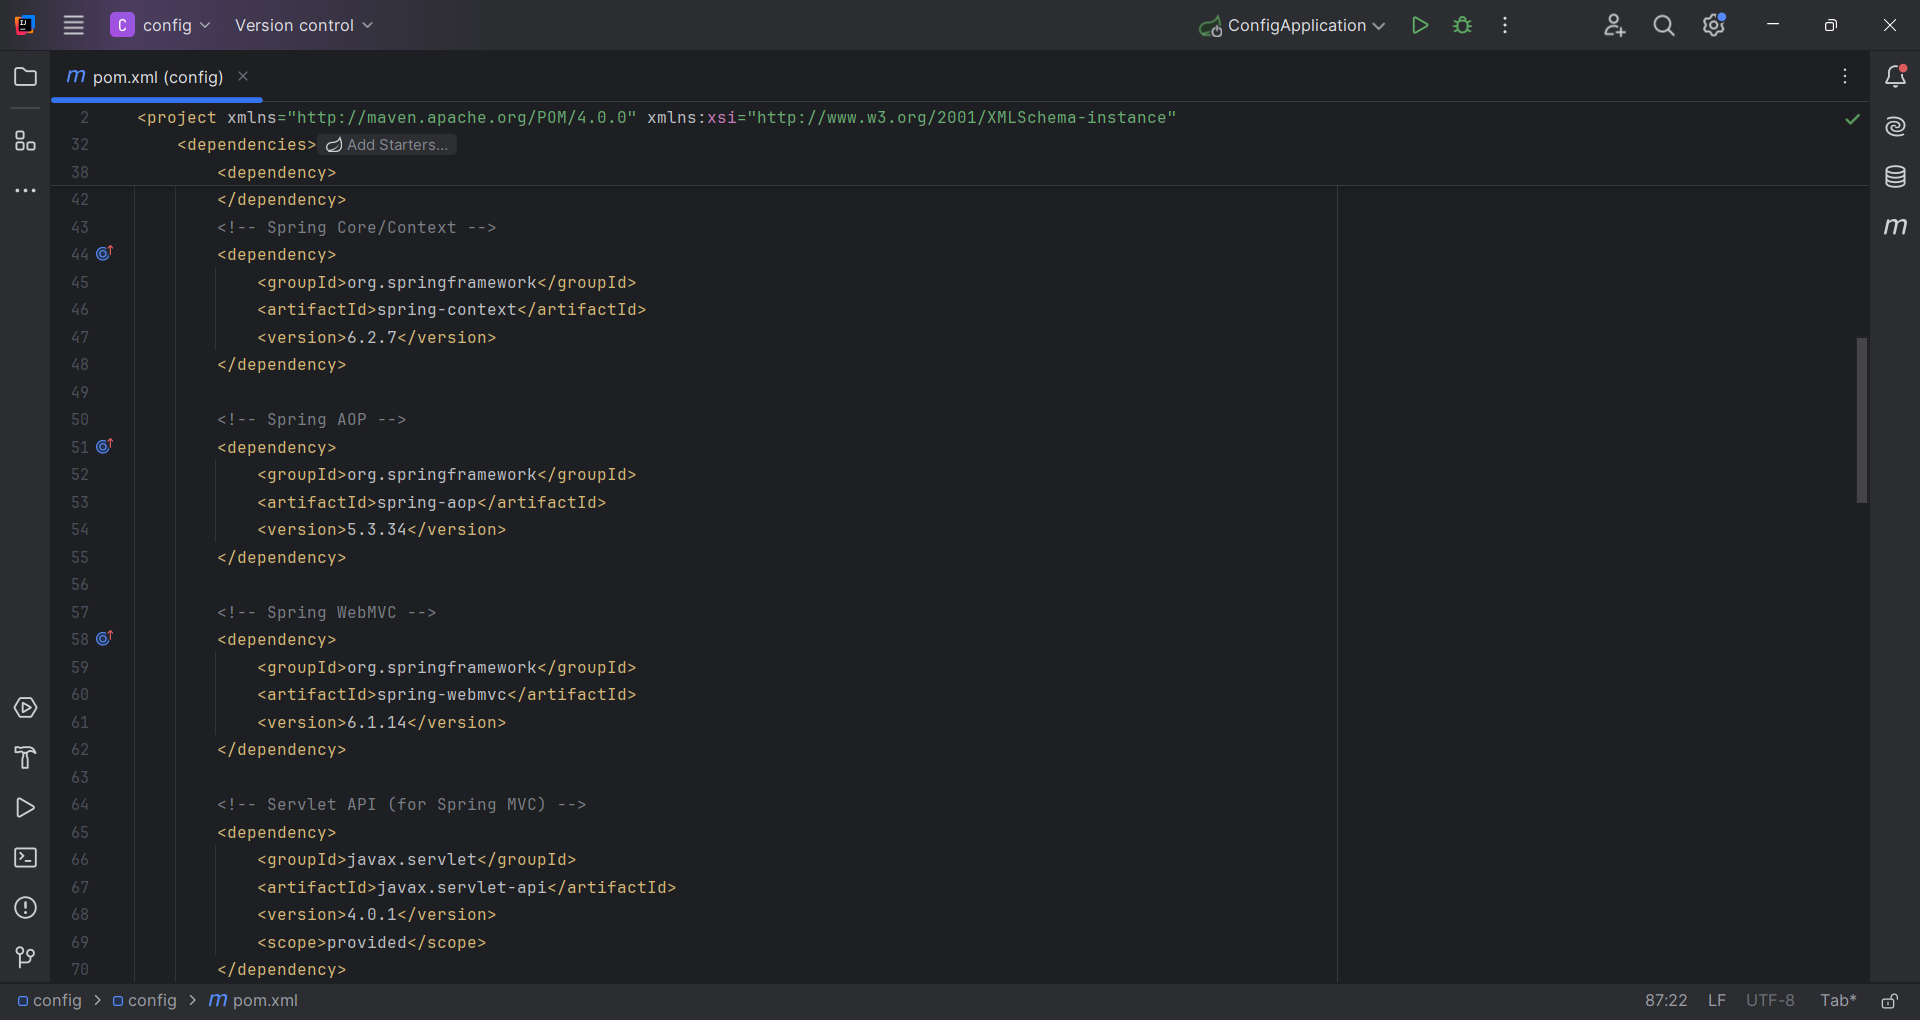 C config Version control ConfigApplication
m pom.xml (config)
2 <project xmlns="http://maven.apache.org/POM/4.0.0" xmlns:xsi="http://www.w3.org/2001/XMLSchema-instance"
32 <dependencies> Add Starters...
38 <dependency>
42 </dependency>
43 <!-- Spring Core/Context -->
44 <dependency>
45 <groupId>org.springframework</groupId>
46 <artifactId>spring-context</artifactId>
47 <version>6.2.7</version>
48 </dependency>
49
50 <!-- Spring AOP -->
51 <dependency>
52 <groupId>org.springframework</groupId>
53 <artifactId>spring-aop</artifactId>
54 <version>5.3.34</version>
55 </dependency>
56
57 <!-- Spring WebMVC -->
58 <dependency>
59 <groupId>org.springframework</groupId>
60 <artifactId>spring-webmvc</artifactId>
61 <version>6.1.14</version>
62 </dependency>
63
64 <!-- Servlet API (for Spring MVC) -->
65 <dependency>
66 <groupId>javax.servlet</groupId>
67 <artifactId>javax.servlet-api</artifactId>
68 <version>4.0.1</version>
69 <scope>provided</scope>
70 </dependency>
config > config > m pom.xml 87:22 LF UTF-8 Tab*